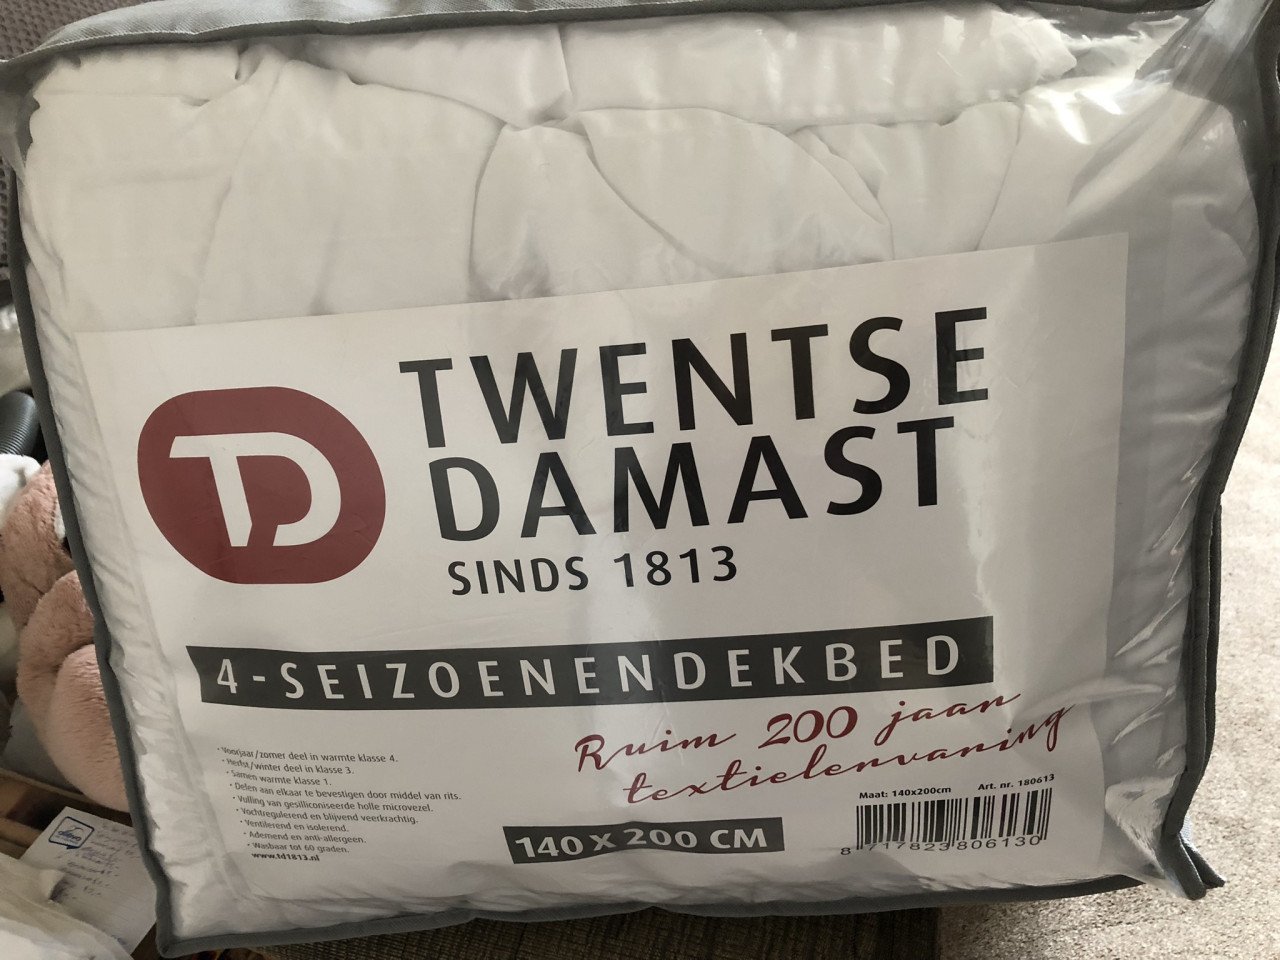 TD
TWENTSE
DAMAST
SINDS 1813
4-SEIZOENENDEKBED
Ruim 200 jaar
textielervaring
• Voorjaar/zomer deel in warmte klasse 4.
• Herfst/winter deel in klasse 3.
• Samen warmte klasse 1.
• Delen aan elkaar te bevestigen door middel van rits.
• Vulling van gesiliconiseerde holle microvezel.
• Vochtregulerend en blijvend veerkrachtig.
• Ventilerend en isolerend.
• Ademend en anti-allergeen.
• Wasbaar tot 60 graden.
www.td1813.nl
140 X 200 CM
Maat: 140x200cm Art. nr. 180613
8 717823 806130